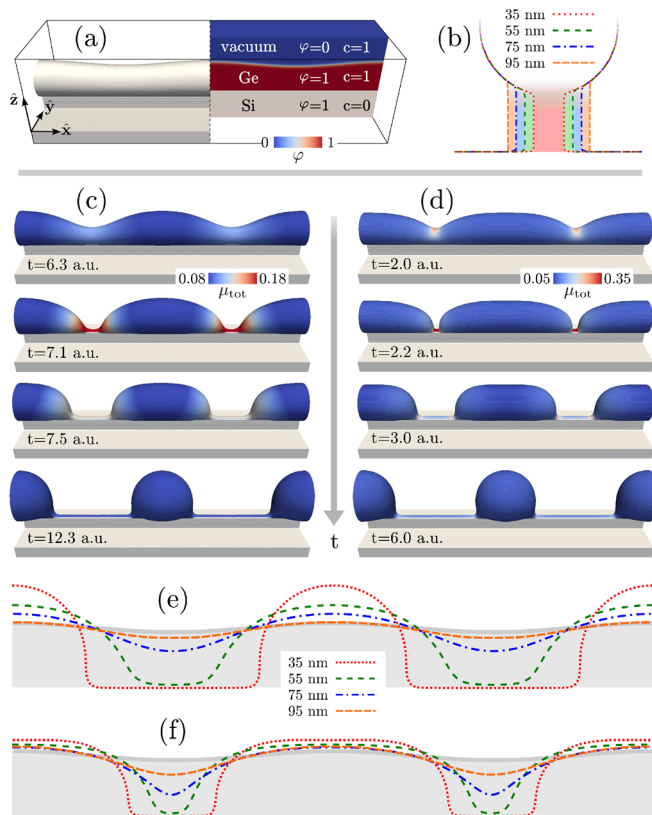 (a)
vacuum φ=0 c=1
Ge φ=1 c=1
Si φ=1 c=0
ẑ
ŷ
x̂
0 1
φ
(b)
35 nm
55 nm
75 nm
95 nm
(c)
t=6.3 a.u.
0.08 0.18
μtot
t=7.1 a.u.
t=7.5 a.u.
t=12.3 a.u.
t
(d)
t=2.0 a.u.
0.05 0.35
μtot
t=2.2 a.u.
t=3.0 a.u.
t=6.0 a.u.
(e)
35 nm
55 nm
75 nm
95 nm
(f)